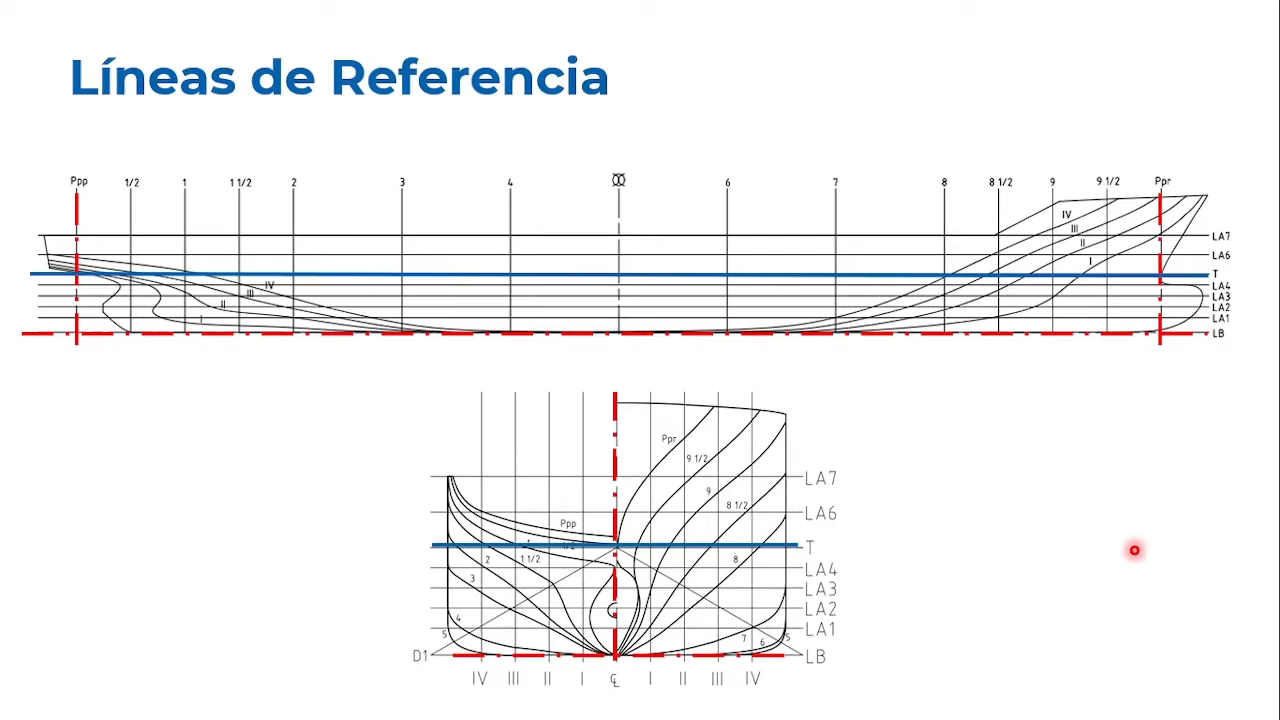 Líneas de Referencia
Ppp 1/2 1 1 1/2 2 3 4 6 7 8 8 1/2 9 9 1/2 Ppr
IV
III
II
I
LA7
LA6
T
LA4
LA3
LA2
LA1
LB
IV
III
II
I
Ppr
9 1/2
9
8 1/2
8
7
6
5
Ppp
1
1/2
1 1/2
2
3
4
5
LA7
LA6
T
LA4
LA3
LA2
LA1
D1
LB
IV III II I ℄ I II III IV